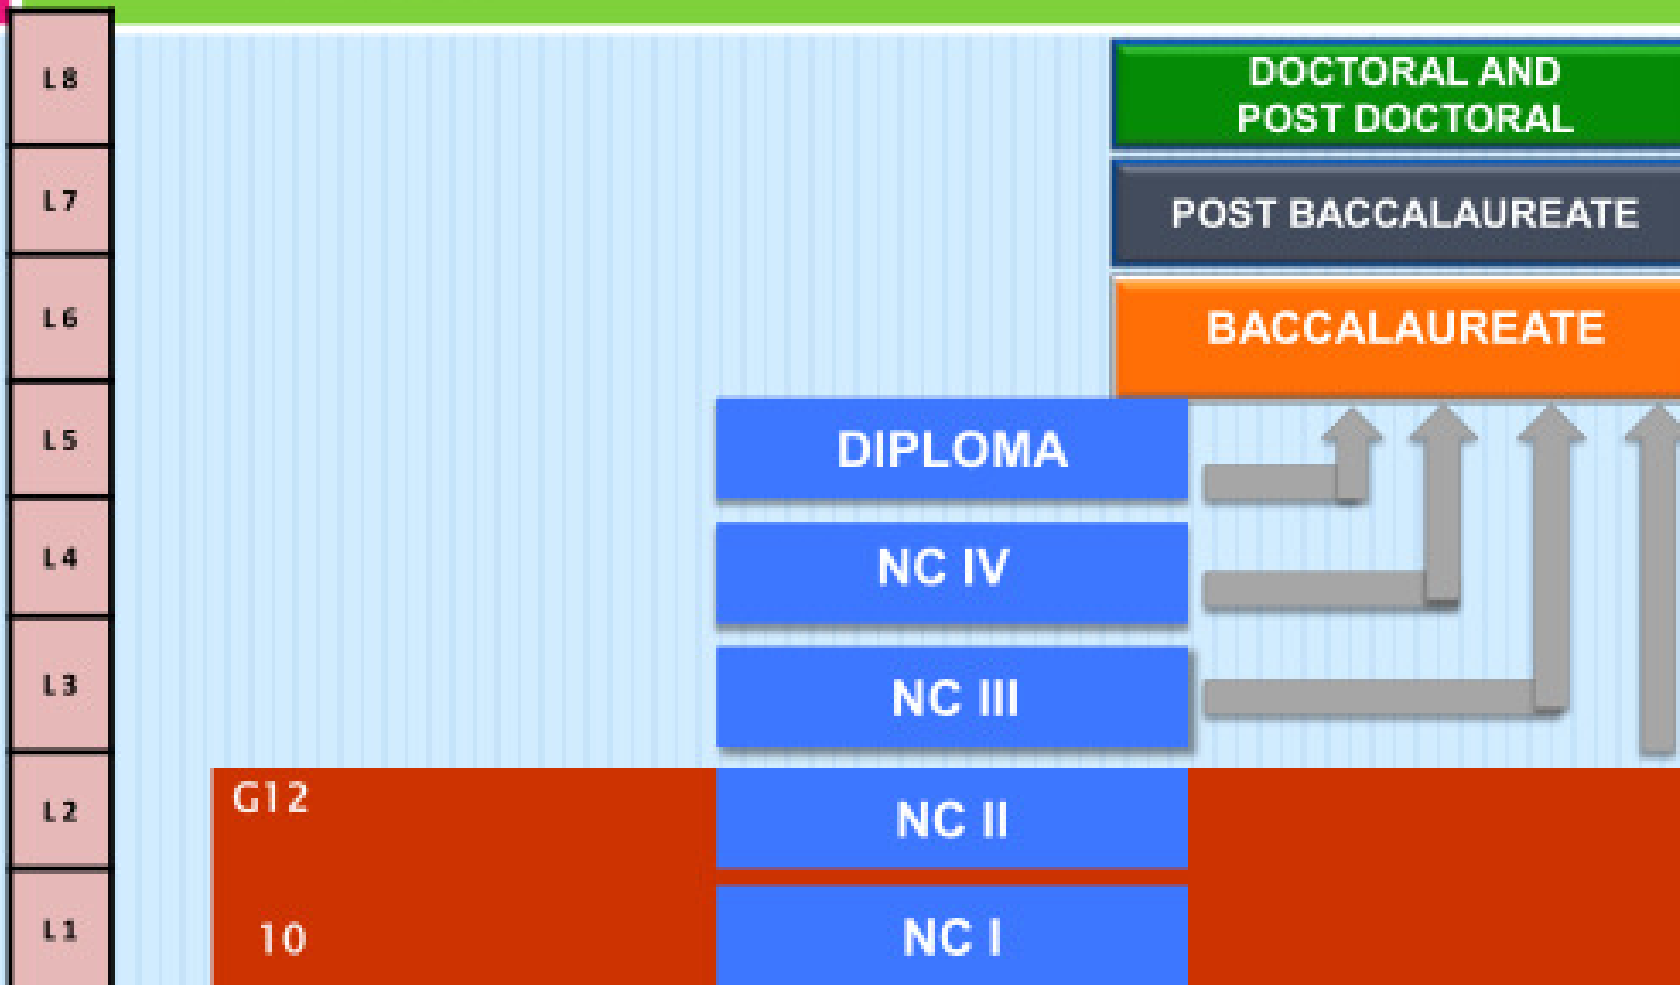 L8
DOCTORAL AND
POST DOCTORAL
L7
POST BACCALAUREATE
L6
BACCALAUREATE
L5
DIPLOMA
L4
NC IV
L3
NC III
L2
G12
NC II
L1
10
NC I